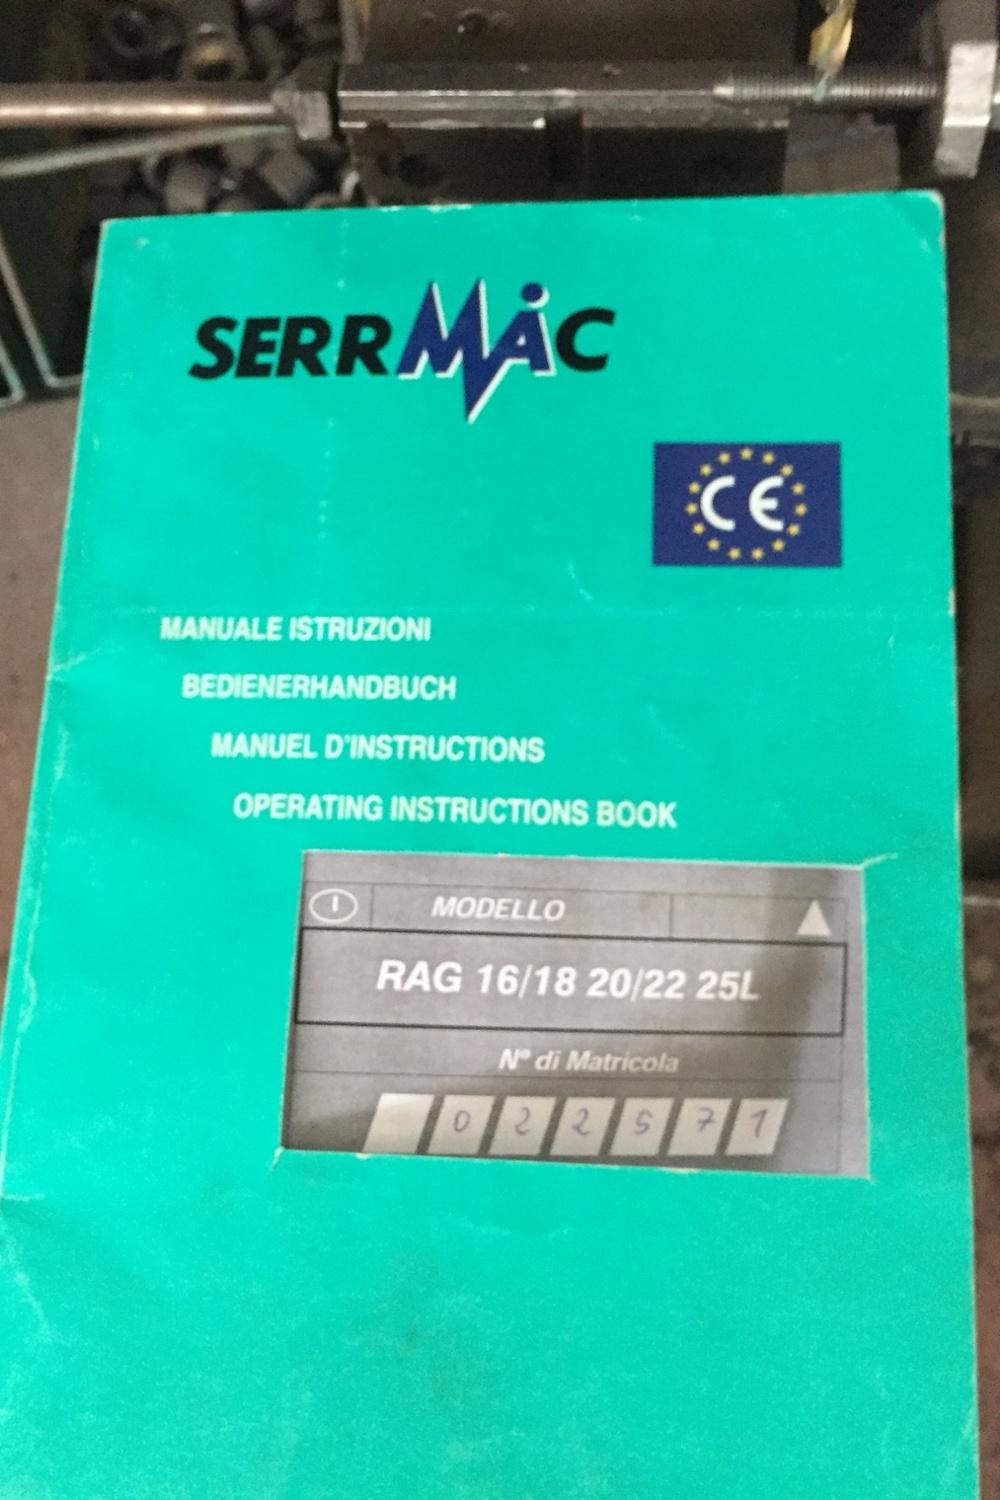 SERRMAC
CE
MANUALE ISTRUZIONI
BEDIENERHANDBUCH
MANUEL D'INSTRUCTIONS
OPERATING INSTRUCTIONS BOOK
I MODELLO
RAG 16/18 20/22 25L
N° di Matricola
0 2 2 5 7 1